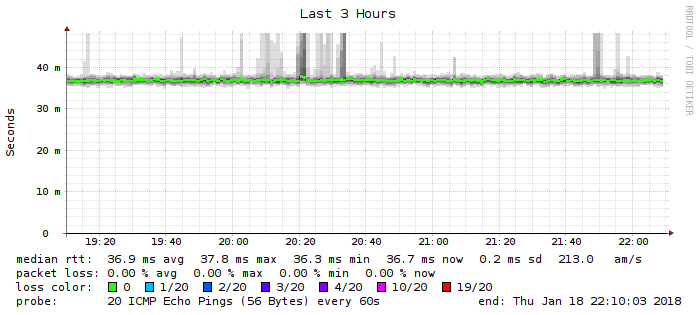 Last 3 Hours
RRDTOOL / TOBI OETIKER
Seconds
40 m
30 m
20 m
10 m
0
19:20 19:40 20:00 20:20 20:40 21:00 21:20 21:40 22:00
median rtt: 36.9 ms avg 37.8 ms max 36.3 ms min 36.7 ms now 0.2 ms sd 213.0 am/s
packet loss: 0.00 % avg 0.00 % max 0.00 % min 0.00 % now
loss color: 0 1/20 2/20 3/20 4/20 10/20 19/20
probe: 20 ICMP Echo Pings (56 Bytes) every 60s end: Thu Jan 18 22:10:03 2018